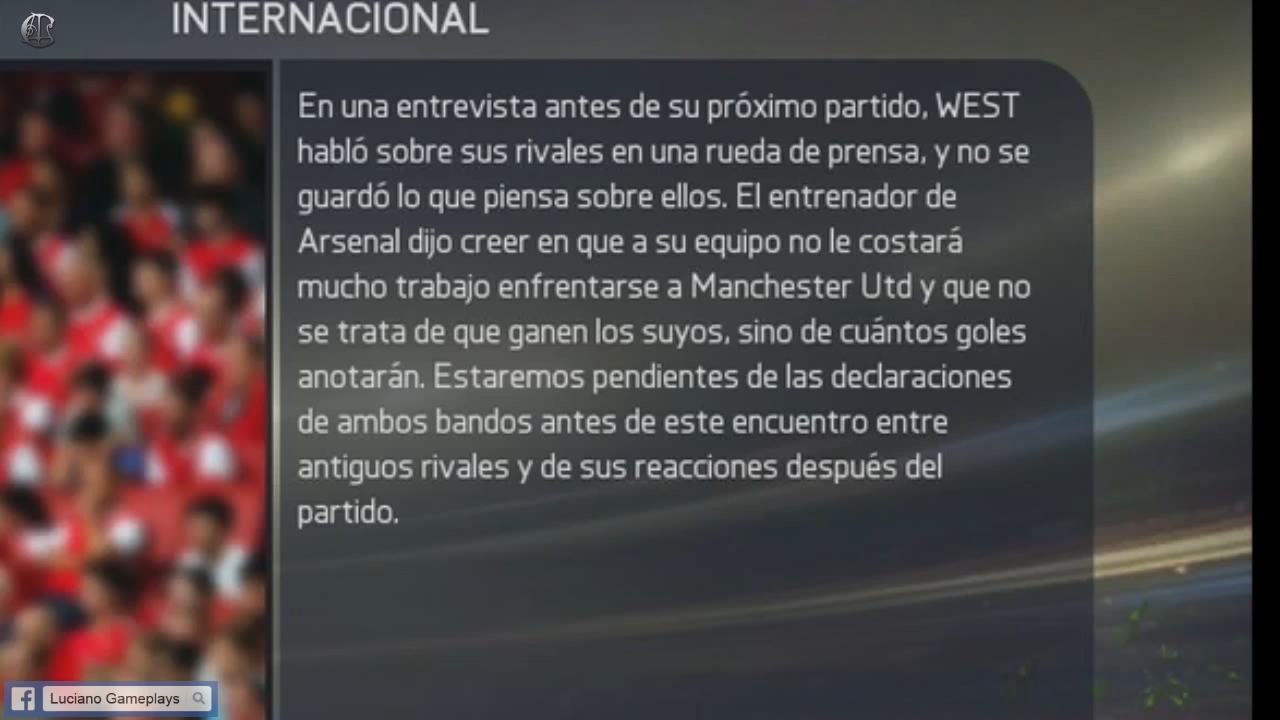 INTERNACIONAL
En una entrevista antes de su próximo partido, WEST
habló sobre sus rivales en una rueda de prensa, y no se
guardó lo que piensa sobre ellos. El entrenador de
Arsenal dijo creer en que a su equipo no le costará
mucho trabajo enfrentarse a Manchester Utd y que no
se trata de que ganen los suyos, sino de cuántos goles
anotarán. Estaremos pendientes de las declaraciones
de ambos bandos antes de este encuentro entre
antiguos rivales y de sus reacciones después del
partido.
Luciano Gameplays